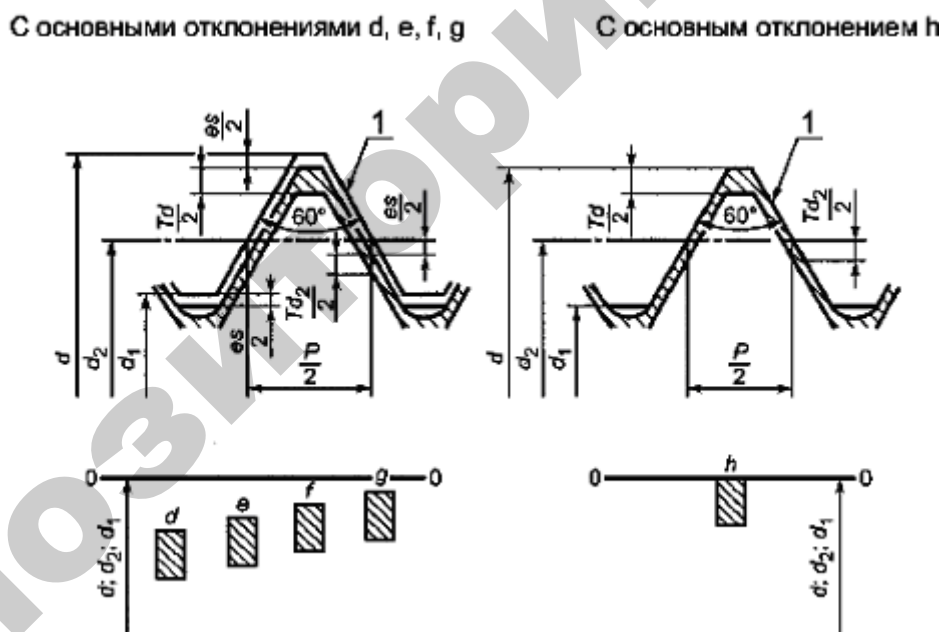 С основными отклонениями d, e, f, g
С основным отклонением h
es
2
1
Td
2
60°
es
2
d
d₂
d₁
es
2
Td₂
2
P
2
1
Td
2
60°
Td₂
2
d
d₂
d₁
P
2
0
d
e
f
g
0
d; d₂; d₁
0
h
0
d; d₂; d₁
позитори